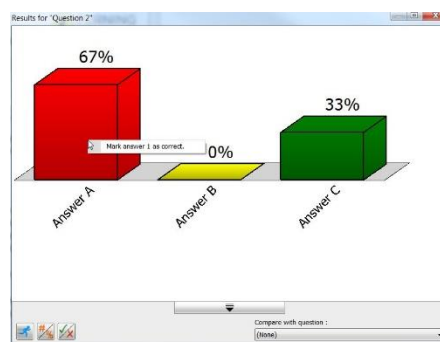 Results for "Question 2"
67%
33%
Mark answer 1 as correct.
0%
Answer A
Answer B
Answer C
Compare with question :
(None)